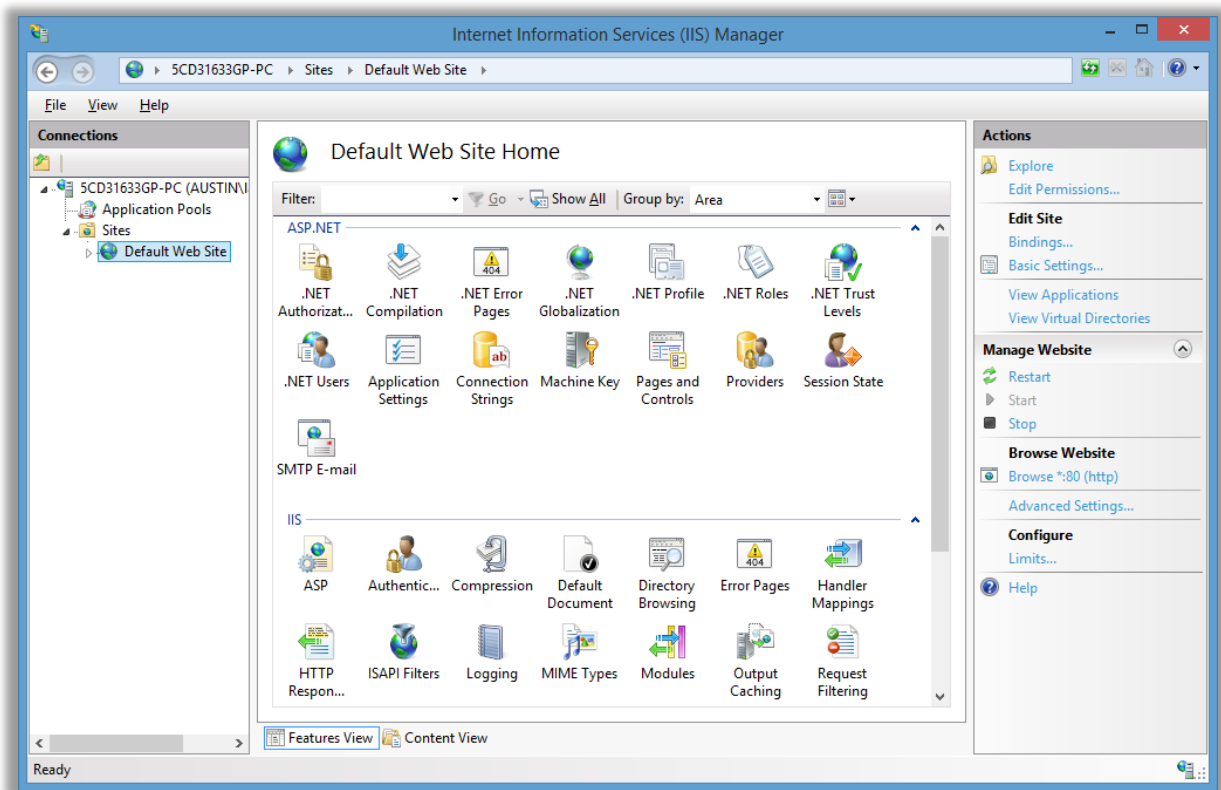 Internet Information Services (IIS) Manager
5CD31633GP-PC Sites Default Web Site
File View Help
Connections
5CD31633GP-PC (AUSTIN\I
Application Pools
Sites
Default Web Site
Default Web Site Home
Filter: Go Show All Group by: Area
ASP.NET
.NET Authorizat... .NET Compilation .NET Error Pages .NET Globalization .NET Profile .NET Roles .NET Trust Levels
404
.NET Users Application Settings Connection Strings Machine Key Pages and Controls Providers Session State
ab
SMTP E-mail
IIS
ASP Authentic... Compression Default Document Directory Browsing Error Pages Handler Mappings
404
HTTP Respon... ISAPI Filters Logging MIME Types Modules Output Caching Request Filtering
Features View Content View
Actions
Explore
Edit Permissions...
Edit Site
Bindings...
Basic Settings...
View Applications
View Virtual Directories
Manage Website
Restart
Start
Stop
Browse Website
Browse *:80 (http)
Advanced Settings...
Configure
Limits...
Help
Ready